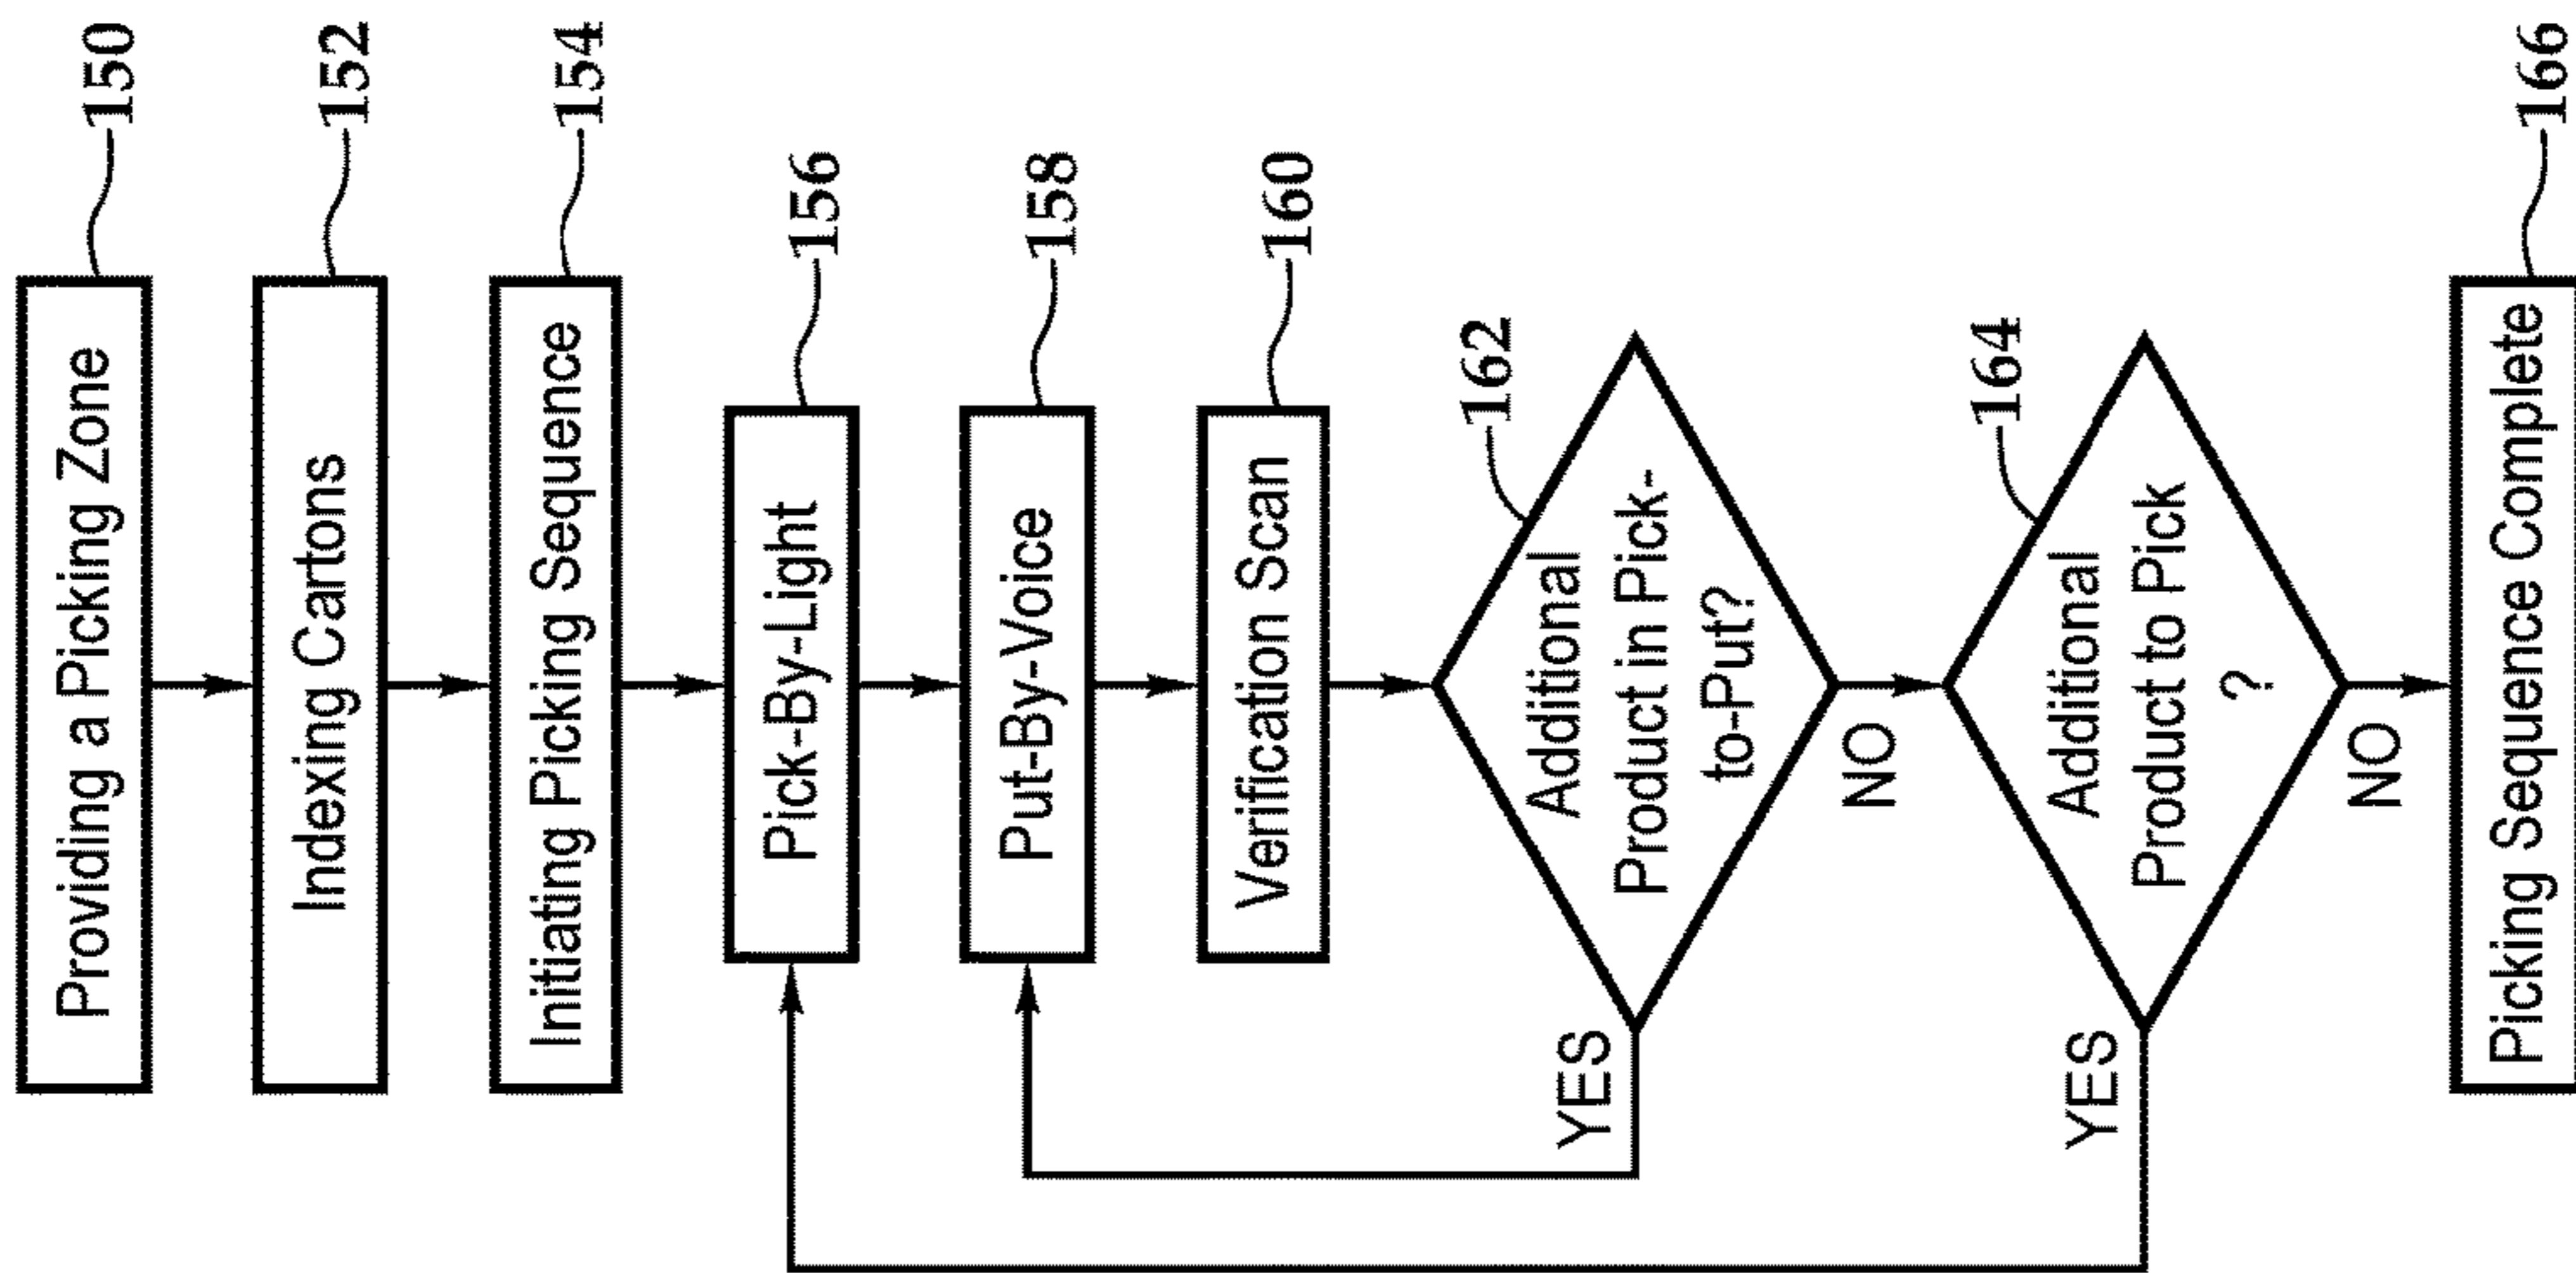 Providing a Picking Zone
150
Indexing Cartons
152
Initiating Picking Sequence
154
Pick-By-Light
156
Put-By-Voice
158
Verification Scan
160
Additional
Product in Pick-
to-Put?
162
YES
NO
Additional
Product to Pick
?
164
YES
NO
Picking Sequence Complete
166